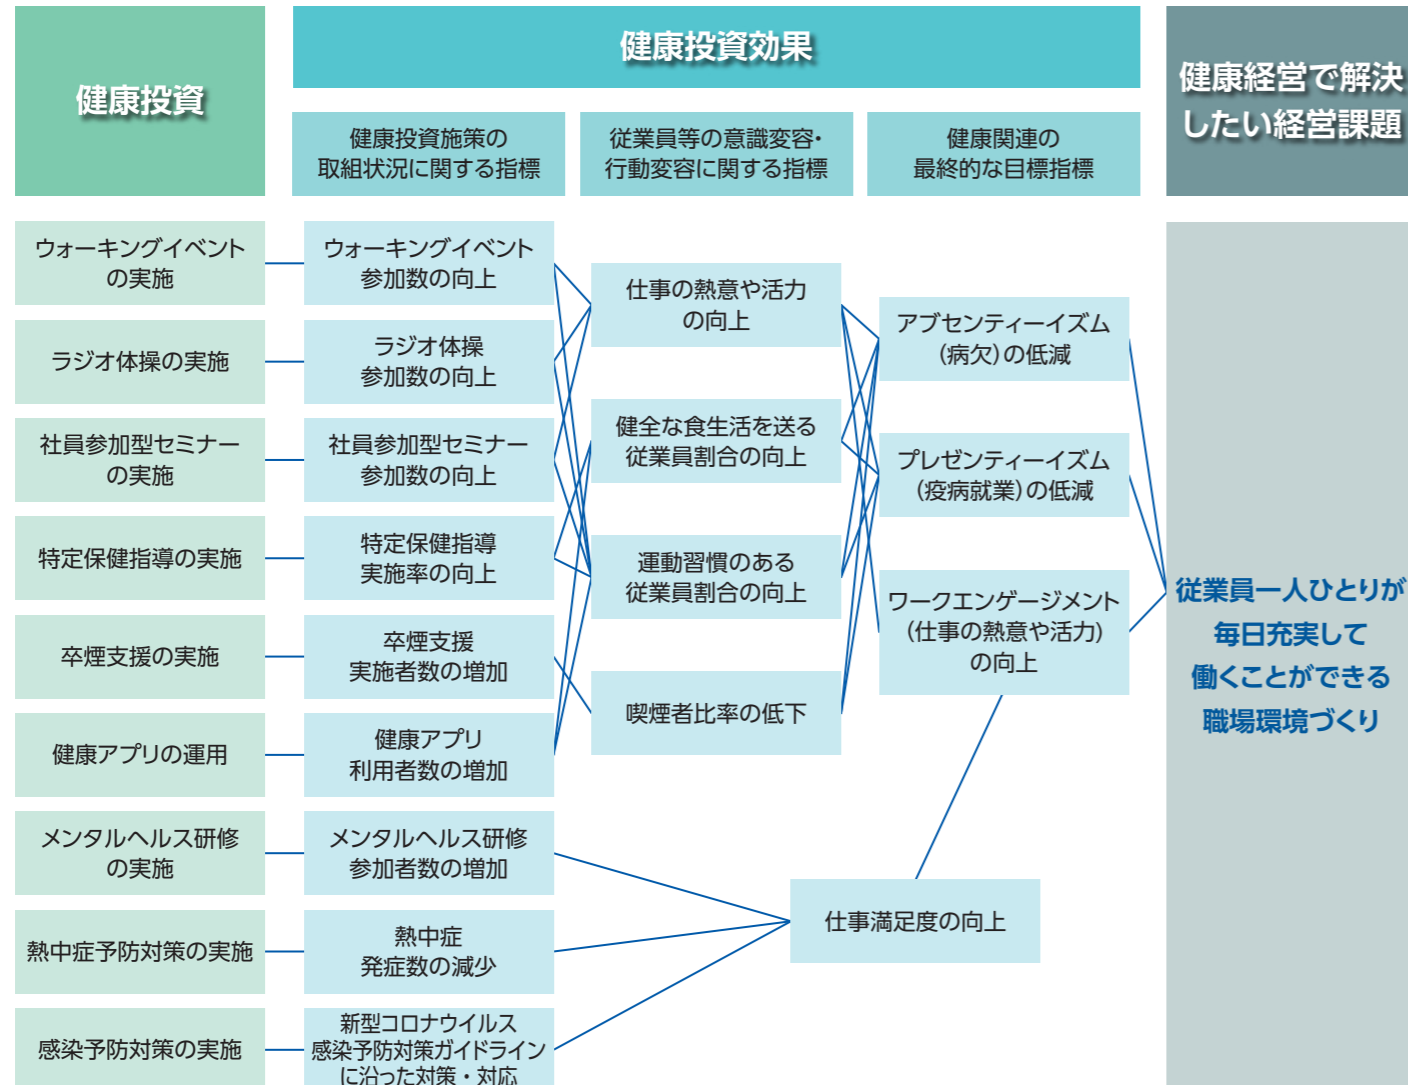 健康投資
健康投資効果
健康経営で解決
したい経営課題
健康投資施策の
取組状況に関する指標
従業員等の意識変容・
行動変容に関する指標
健康関連の
最終的な目標指標
ウォーキングイベント
の実施
ラジオ体操の実施
社員参加型セミナー
の実施
特定保健指導の実施
卒煙支援の実施
健康アプリの運用
メンタルヘルス研修
の実施
熱中症予防対策の実施
感染予防対策の実施
ウォーキングイベント
参加数の向上
ラジオ体操
参加数の向上
社員参加型セミナー
参加数の向上
特定保健指導
実施率の向上
卒煙支援
実施者数の増加
健康アプリ
利用者数の増加
メンタルヘルス研修
参加者数の増加
熱中症
発症数の減少
新型コロナウイルス
感染予防対策ガイドライン
に沿った対策・対応
仕事の熱意や活力
の向上
健全な食生活を送る
従業員割合の向上
運動習慣のある
従業員割合の向上
喫煙者比率の低下
仕事満足度の向上
アブセンティーイズム
(病欠)の低減
プレゼンティーイズム
(疫病就業)の低減
ワークエンゲージメント
(仕事の熱意や活力)
の向上
従業員一人ひとりが
毎日充実して
働くことができる
職場環境づくり